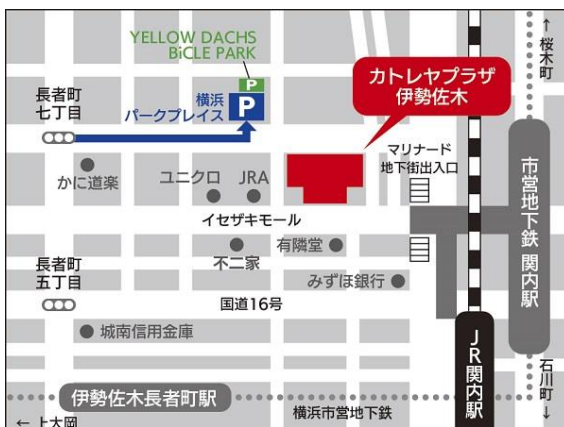 YELLOW DACHS
BiCLE PARK
P
P
横浜
パークプレイス
長者町
七丁目
カトレヤプラザ
伊勢佐木
↑
桜木町
マリナード
地下街出入口
市営地下鉄 関内駅
かに道楽
ユニクロ
JRA
イセザキモール
不二家
有隣堂
みずほ銀行
長者町
五丁目
国道16号
城南信用金庫
JR関内駅
石川町
↓
伊勢佐木長者町駅
横浜市営地下鉄
← 上大岡